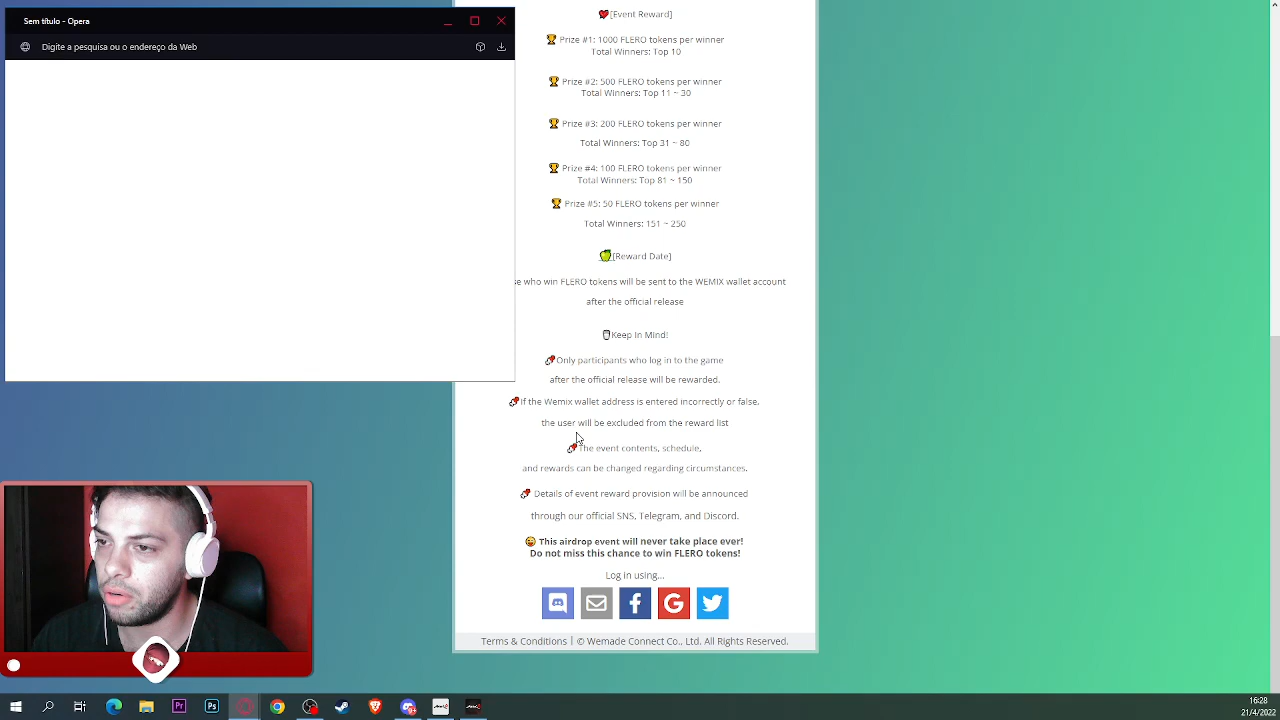 Sem título - Opera
Digite a pesquisa ou o endereço da Web
[Event Reward]
Prize #1: 1000 FLERO tokens per winner
Total Winners: Top 10
Prize #2: 500 FLERO tokens per winner
Total Winners: Top 11 ~ 30
Prize #3: 200 FLERO tokens per winner
Total Winners: Top 31 ~ 80
Prize #4: 100 FLERO tokens per winner
Total Winners: Top 81 ~ 150
Prize #5: 50 FLERO tokens per winner
Total Winners: 151 ~ 250
[Reward Date]
se who win FLERO tokens will be sent to the WEMIX wallet account
after the official release
Keep In Mind!
Only participants who log in to the game
after the official release will be rewarded.
If the Wemix wallet address is entered incorrectly or false,
the user will be excluded from the reward list
The event contents, schedule,
and rewards can be changed regarding circumstances.
Details of event reward provision will be announced
through our official SNS, Telegram, and Discord.
This airdrop event will never take place ever!
Do not miss this chance to win FLERO tokens!
Log in using...
Terms & Conditions | © Wemade Connect Co., Ltd. All Rights Reserved.
Pr
Ps
16:28
21/4/2022